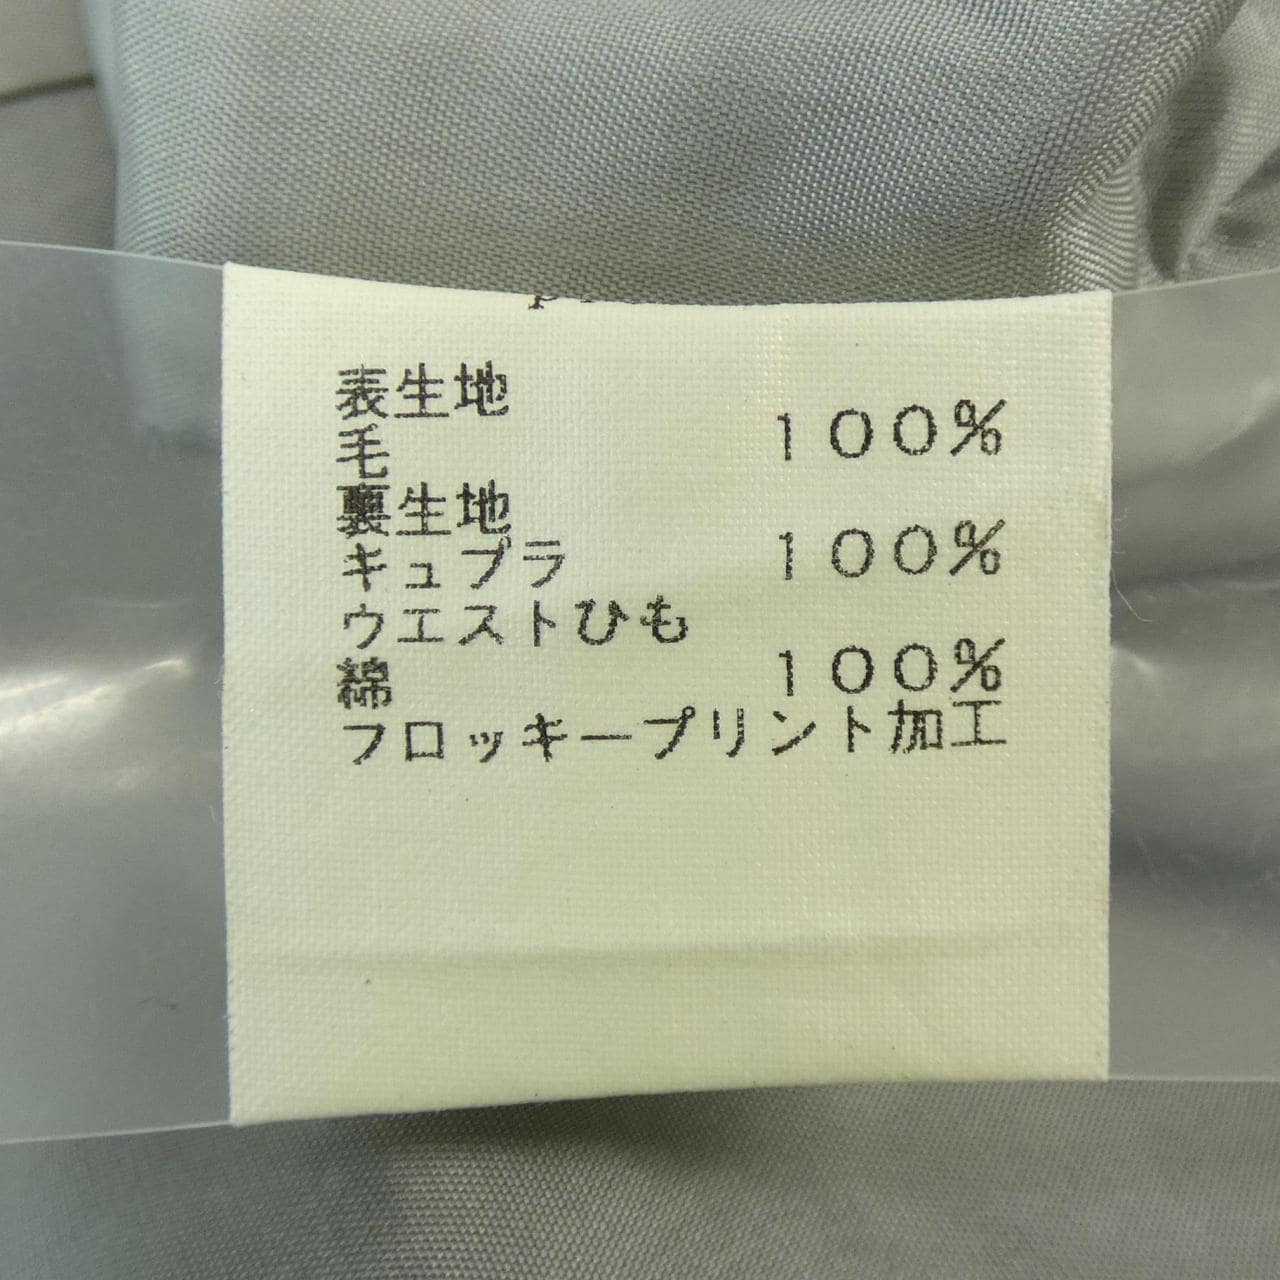 表生地
毛 100%
裏生地
キュプラ 100%
ウエストひも
綿 100%
フロッキープリント加工